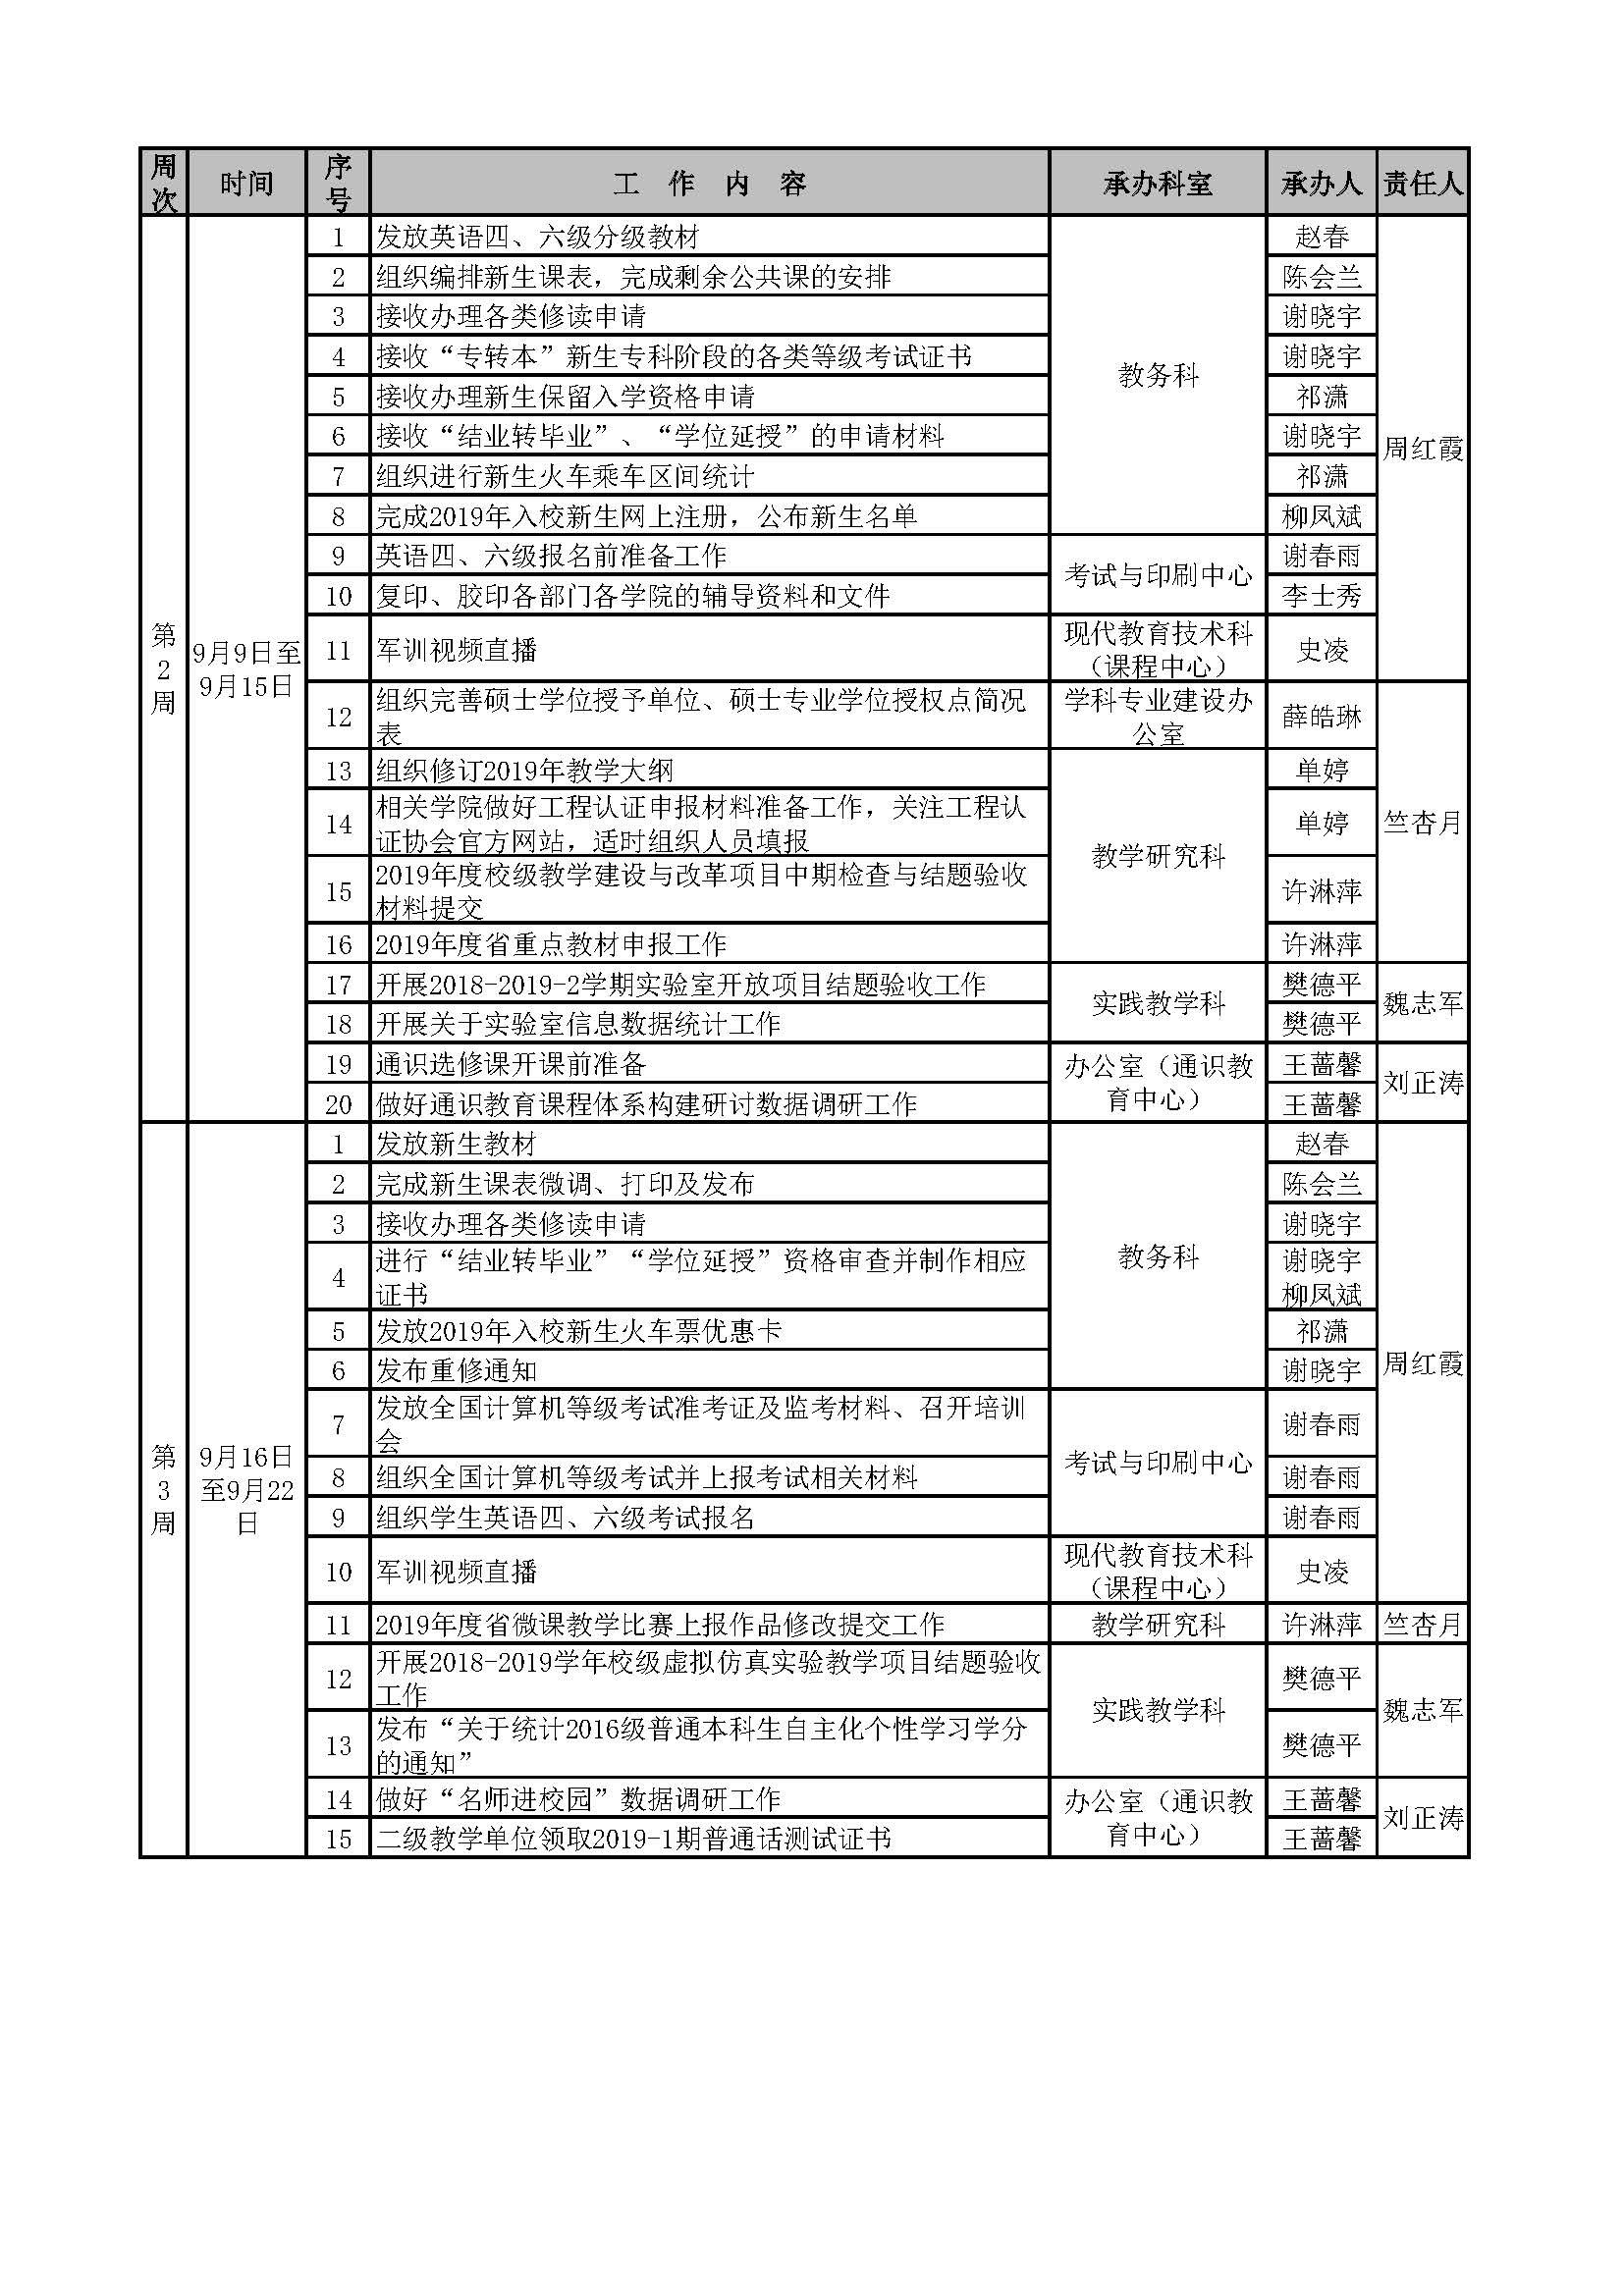 周次 时间 序号 工 作 内 容 承办科室 承办人 责任人
第2周 9月9日至9月15日
1 发放英语四、六级分级教材 教务科 赵春 周红霞
2 组织编排新生课表，完成剩余公共课的安排 陈会兰
3 接收办理各类修读申请 谢晓宇
4 接收“专转本”新生专科阶段的各类等级考试证书 谢晓宇
5 接收办理新生保留入学资格申请 祁潇
6 接收“结业转毕业”、“学位延授”的申请材料 谢晓宇
7 组织进行新生火车乘车区间统计 祁潇
8 完成2019年入校新生网上注册，公布新生名单 柳凤斌
9 英语四、六级报名前准备工作 考试与印刷中心 谢春雨
10 复印、胶印各部门各学院的辅导资料和文件 李士秀
11 军训视频直播 现代教育技术科（课程中心） 史凌
12 组织完善硕士学位授予单位、硕士专业学位授权点简况
表 学科专业建设办公室 薛皓琳 竺杏月
13 组织修订2019年教学大纲 教学研究科 单婷
14 相关学院做好工程认证申报材料准备工作，关注工程认
证协会官方网站，适时组织人员填报 单婷
15 2019年度校级教学建设与改革项目中期检查与结题验收
材料提交 许淋萍
16 2019年度省重点教材申报工作 许淋萍
17 开展2018-2019-2学期实验室开放项目结题验收工作 实践教学科 樊德平 魏志军
18 开展关于实验室信息数据统计工作 樊德平
19 通识选修课开课前准备 办公室（通识教育中心） 王蔷馨 刘正涛
20 做好通识教育课程体系构建研讨数据调研工作 王蔷馨
第3周 9月16日至9月22日
1 发放新生教材 教务科 赵春 周红霞
2 完成新生课表微调、打印及发布 陈会兰
3 接收办理各类修读申请 谢晓宇
4 进行“结业转毕业”“学位延授”资格审查并制作相应
证书 谢晓宇 柳凤斌
5 发放2019年入校新生火车票优惠卡 祁潇
6 发布重修通知 谢晓宇
7 发放全国计算机等级考试准考证及监考材料、召开培训
会 考试与印刷中心 谢春雨
8 组织全国计算机等级考试并上报考试相关材料 谢春雨
9 组织学生英语四、六级考试报名 谢春雨
10 军训视频直播 现代教育技术科（课程中心） 史凌
11 2019年度省微课教学比赛上报作品修改提交工作 教学研究科 许淋萍 竺杏月
12 开展2018-2019学年校级虚拟仿真实验教学项目结题验收
工作 实践教学科 樊德平 魏志军
13 发布“关于统计2016级普通本科生自主化个性学习学分
的通知” 樊德平
14 做好“名师进校园”数据调研工作 办公室（通识教育中心） 王蔷馨 刘正涛
15 二级教学单位领取2019-1期普通话测试证书 王蔷馨